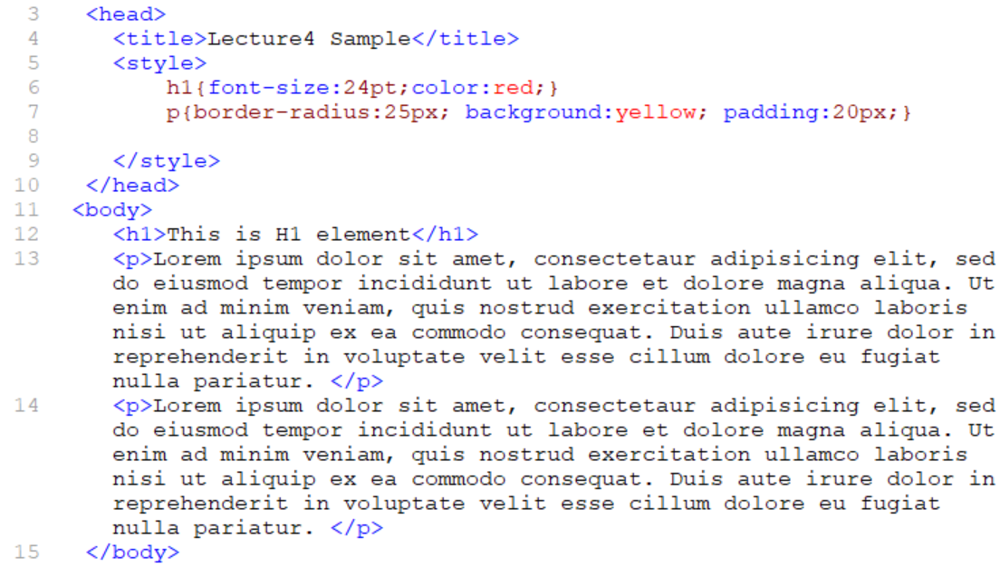 3 <head>
4 <title>Lecture4 Sample</title>
5 <style>
6 h1{font-size:24pt;color:red;}
7 p{border-radius:25px; background:yellow; padding:20px;}
8
9 </style>
10 </head>
11 <body>
12 <h1>This is H1 element</h1>
13 <p>Lorem ipsum dolor sit amet, consectetaur adipisicing elit, sed
do eiusmod tempor incididunt ut labore et dolore magna aliqua. Ut
enim ad minim veniam, quis nostrud exercitation ullamco laboris
nisi ut aliquip ex ea commodo consequat. Duis aute irure dolor in
reprehenderit in voluptate velit esse cillum dolore eu fugiat
nulla pariatur. </p>
14 <p>Lorem ipsum dolor sit amet, consectetaur adipisicing elit, sed
do eiusmod tempor incididunt ut labore et dolore magna aliqua. Ut
enim ad minim veniam, quis nostrud exercitation ullamco laboris
nisi ut aliquip ex ea commodo consequat. Duis aute irure dolor in
reprehenderit in voluptate velit esse cillum dolore eu fugiat
nulla pariatur. </p>
15 </body>